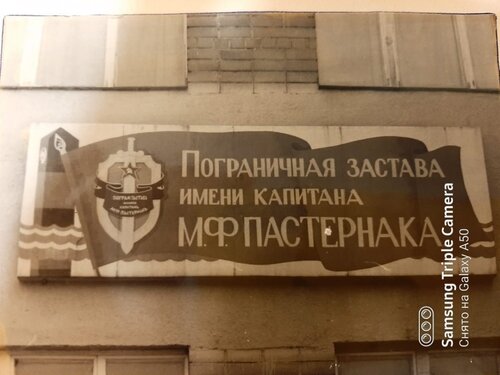 ПОГРАНИЧНАЯ ЗАСТАВА
ИМЕНИ КАПИТАНА
М.Ф. ПАСТЕРНАКА
Samsung Triple Camera
Снято на Galaxy A50